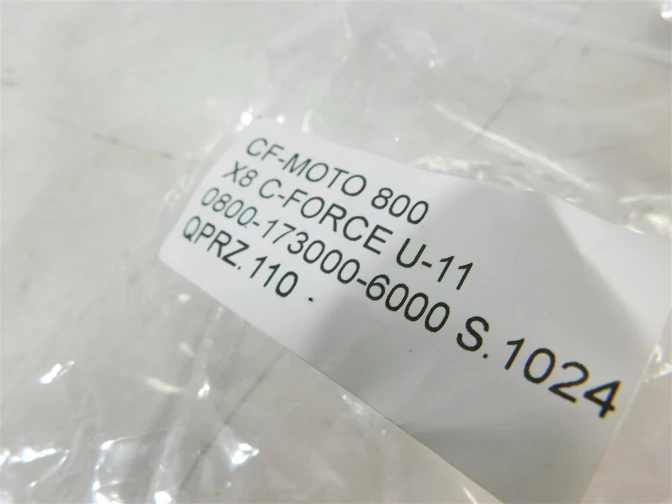 CF-MOTO 800
X8 C-FORCE U-11
0800-173000-6000 S.1024
QPRZ.110 .